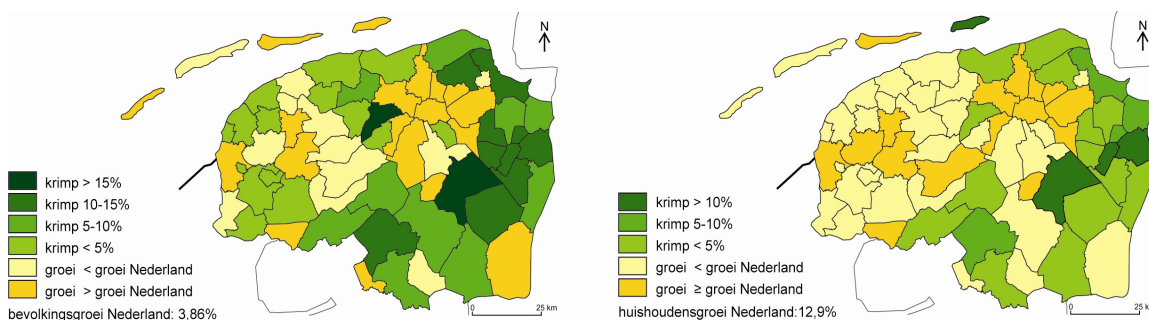 N
krimp > 15%
krimp 10-15%
krimp 5-10%
krimp < 5%
groei < groei Nederland
groei > groei Nederland
bevolkingsgroei Nederland: 3,86%
0 25 km
N
krimp > 10%
krimp 5-10%
krimp < 5%
groei < groei Nederland
groei ≥ groei Nederland
huishoudensgroei Nederland:12,9%
0 25 k